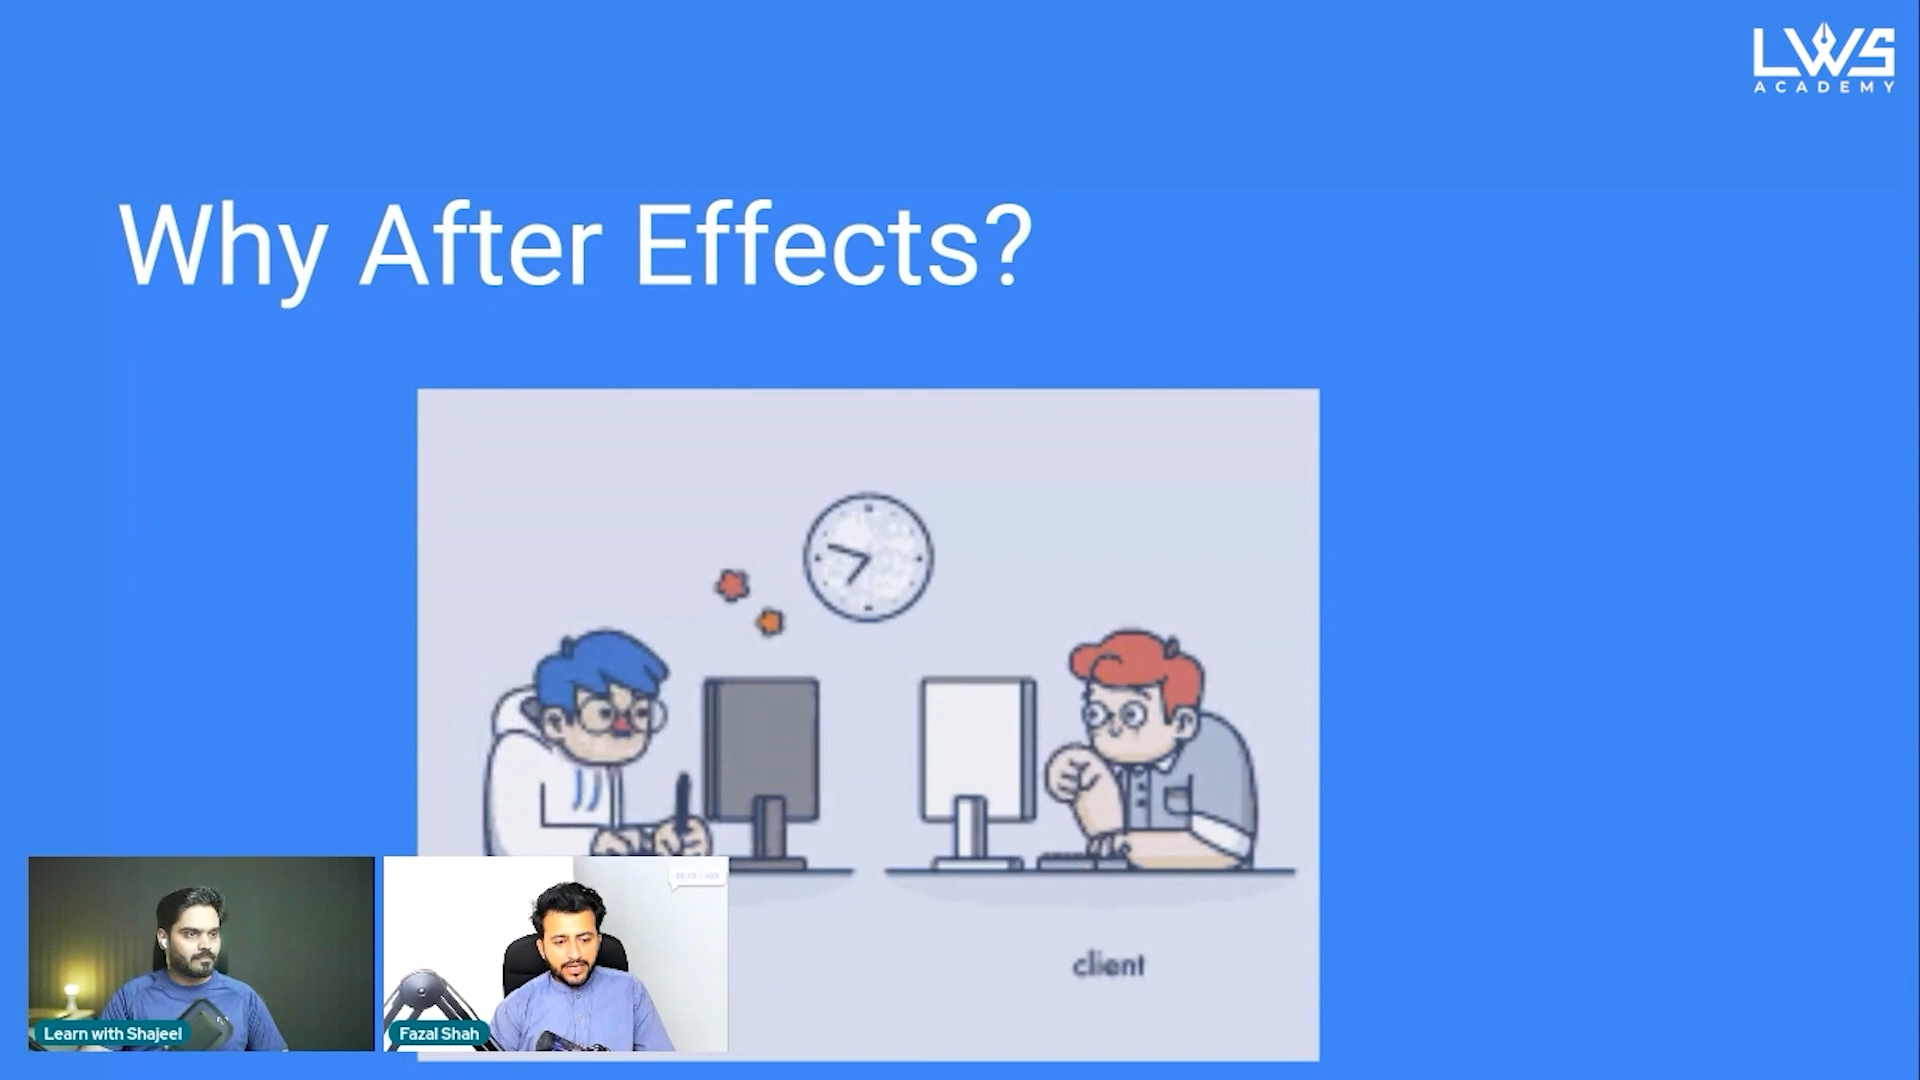 LWS
ACADEMY
Why After Effects?
client
Learn with Shajeel
Fazal Shah